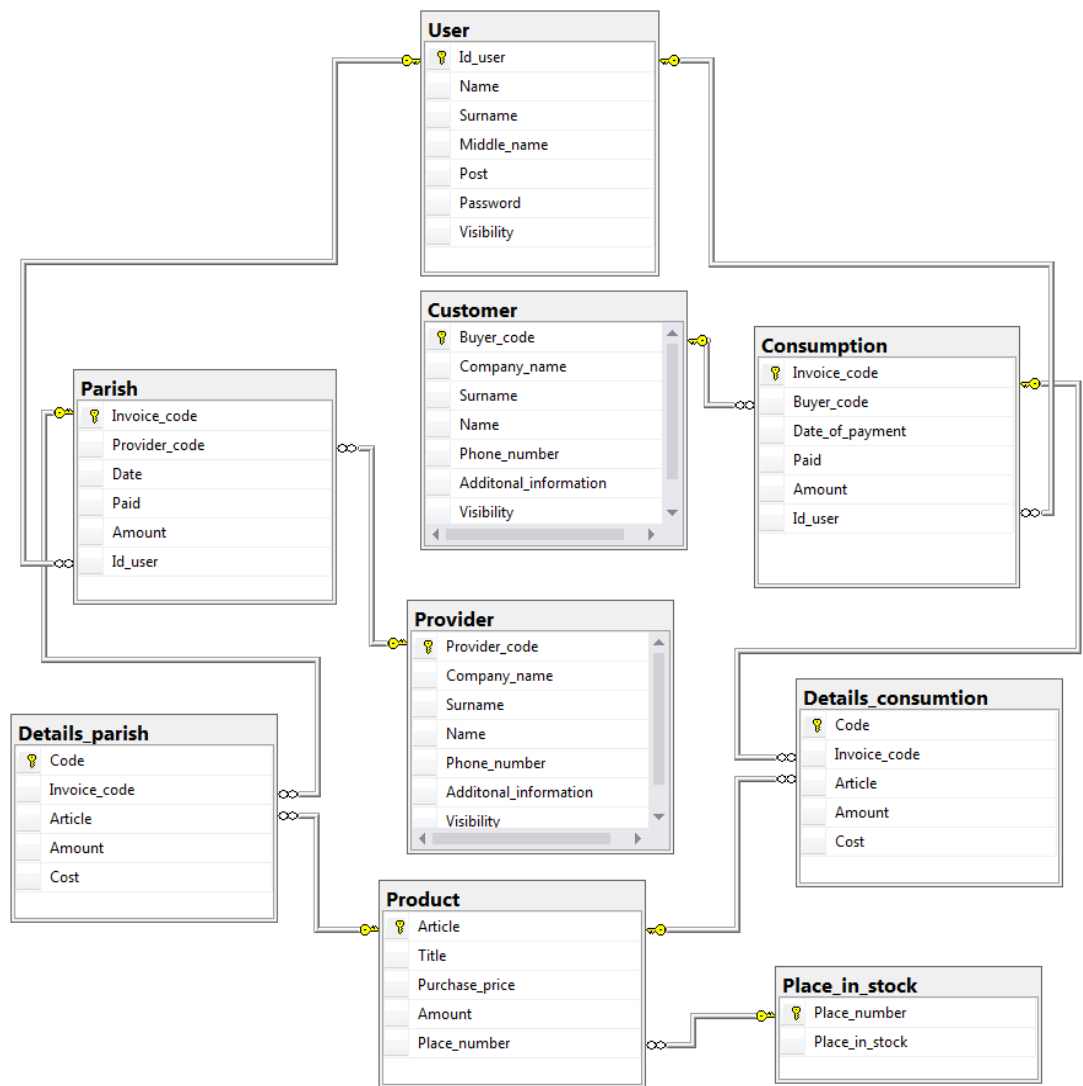 User
Id_user
Name
Surname
Middle_name
Post
Password
Visibility
Customer
Buyer_code
Company_name
Surname
Name
Phone_number
Additonal_information
Visibility
Consumption
Invoice_code
Buyer_code
Date_of_payment
Paid
Amount
Id_user
Parish
Invoice_code
Provider_code
Date
Paid
Amount
Id_user
Provider
Provider_code
Company_name
Surname
Name
Phone_number
Additonal_information
Visibility
Details_consumtion
Code
Invoice_code
Article
Amount
Cost
Details_parish
Code
Invoice_code
Article
Amount
Cost
Product
Article
Title
Purchase_price
Amount
Place_number
Place_in_stock
Place_number
Place_in_stock